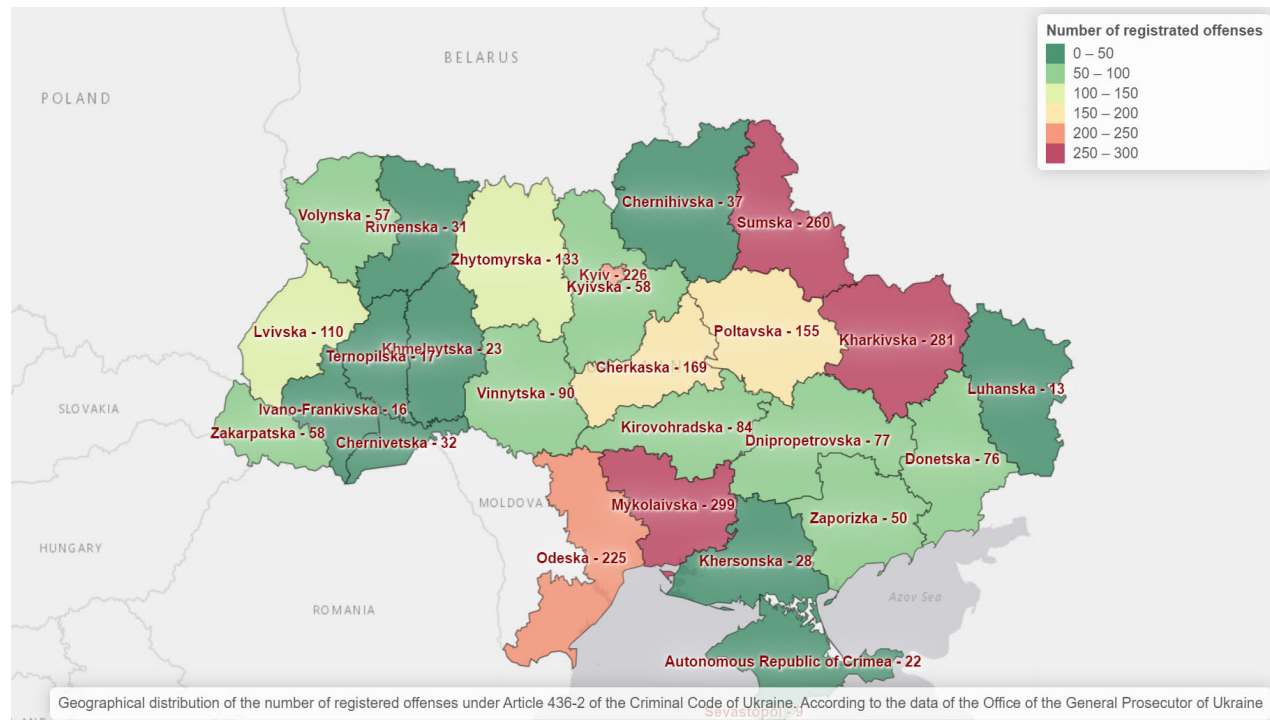 Number of registrated offenses
0 – 50
50 – 100
100 – 150
150 – 200
200 – 250
250 – 300
BELARUS
POLAND
Chernihivska - 37
Volynska - 57
Sumska - 260
Rivnenska - 31
Zhytomyrska - 133
Kyiv - 226
Kyivska - 58
Lvivska - 110
Poltavska - 155
Kharkivska - 281
Khmelnytska - 23
Ternopilska - 17
Cherkaska - 169
Luhanska - 13
Vinnytska - 90
SLOVAKIA
Ivano-Frankivska - 16
Kirovohradska - 84
Zakarpatska - 58
Chernivetska - 32
Dnipropetrovska - 77
Donetska - 76
MOLDOVA
Mykolaivska - 299
Zaporizka - 50
HUNGARY
Odeska - 225
Khersonska - 28
Azov Sea
ROMANIA
Autonomous Republic of Crimea - 22
Geographical distribution of the number of registered offenses under Article 436-2 of the Criminal Code of Ukraine. According to the data of the Office of the General Prosecutor of Ukraine
Sevastopol - 9